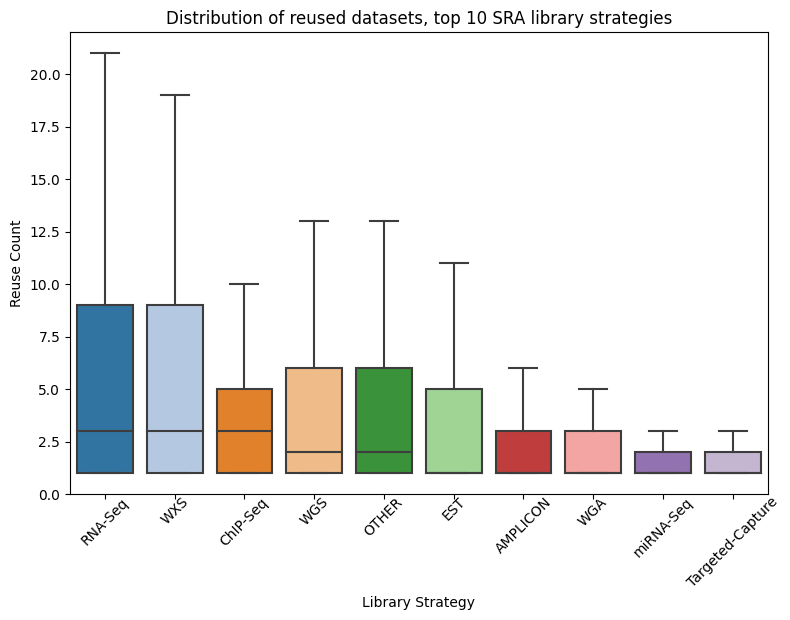 Distribution of reused datasets, top 10 SRA library strategies
Reuse Count
20.0
17.5
15.0
12.5
10.0
7.5
5.0
2.5
0.0
RNA-Seq
WXS
ChIP-Seq
WGS
OTHER
EST
AMPLICON
WGA
miRNA-Seq
Targeted-Capture
Library Strategy